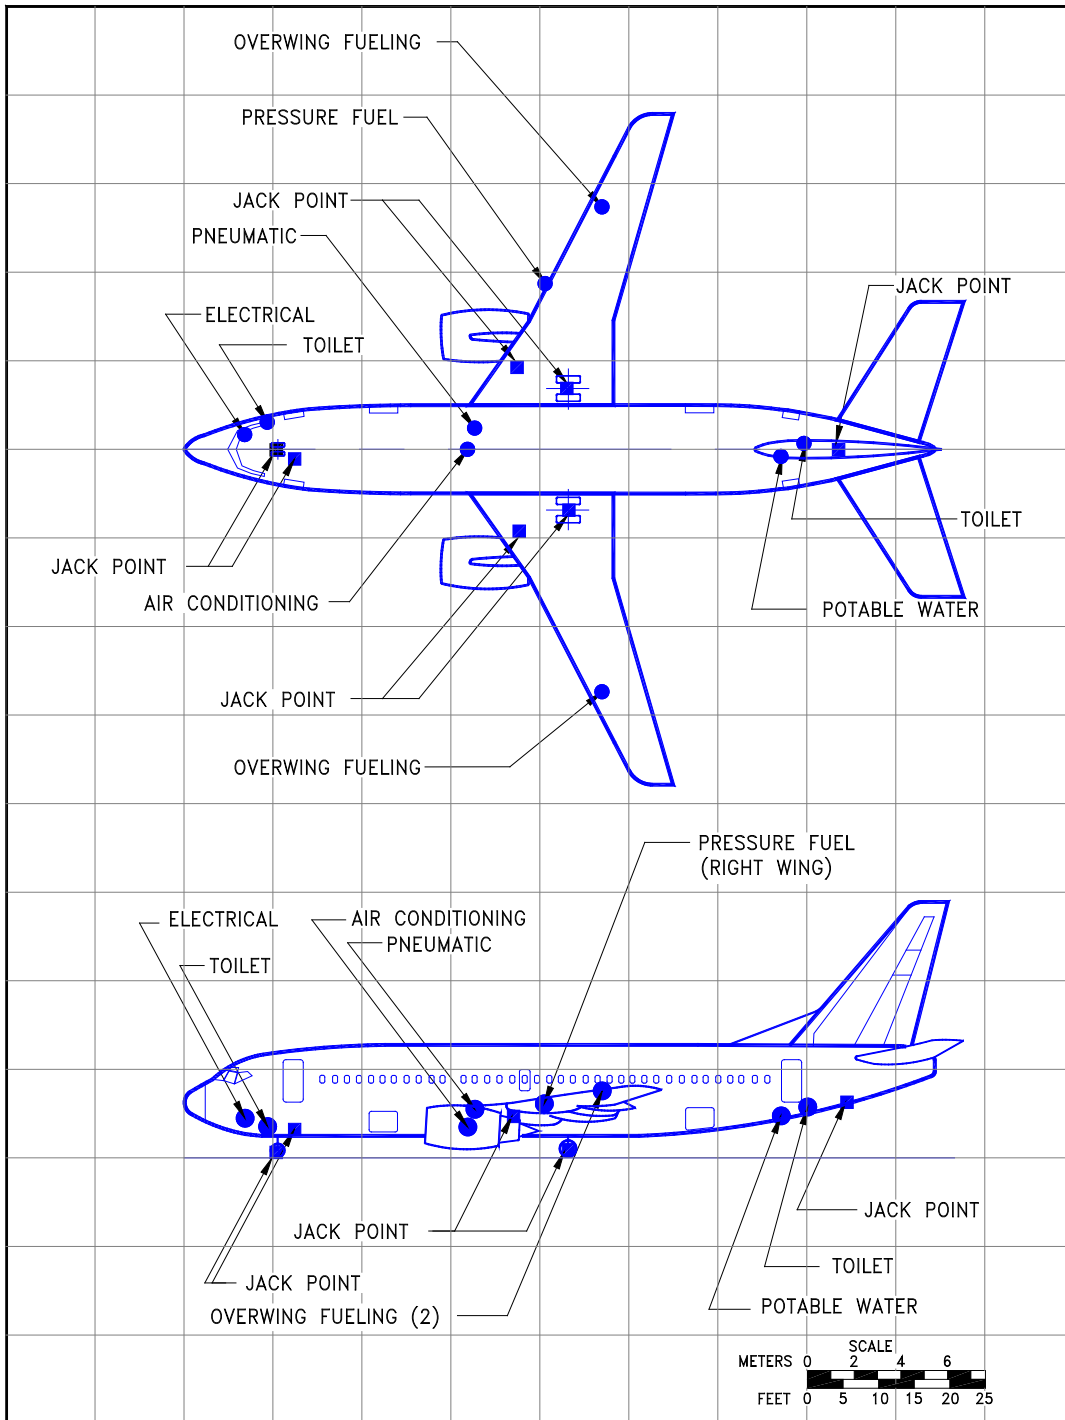 OVERWING FUELING
PRESSURE FUEL
JACK POINT
PNEUMATIC
JACK POINT
ELECTRICAL
TOILET
TOILET
JACK POINT
AIR CONDITIONING
POTABLE WATER
JACK POINT
OVERWING FUELING
PRESSURE FUEL
(RIGHT WING)
ELECTRICAL
AIR CONDITIONING
PNEUMATIC
TOILET
JACK POINT
JACK POINT
TOILET
JACK POINT
POTABLE WATER
OVERWING FUELING (2)
SCALE
METERS 0 2 4 6
FEET 0 5 10 15 20 25